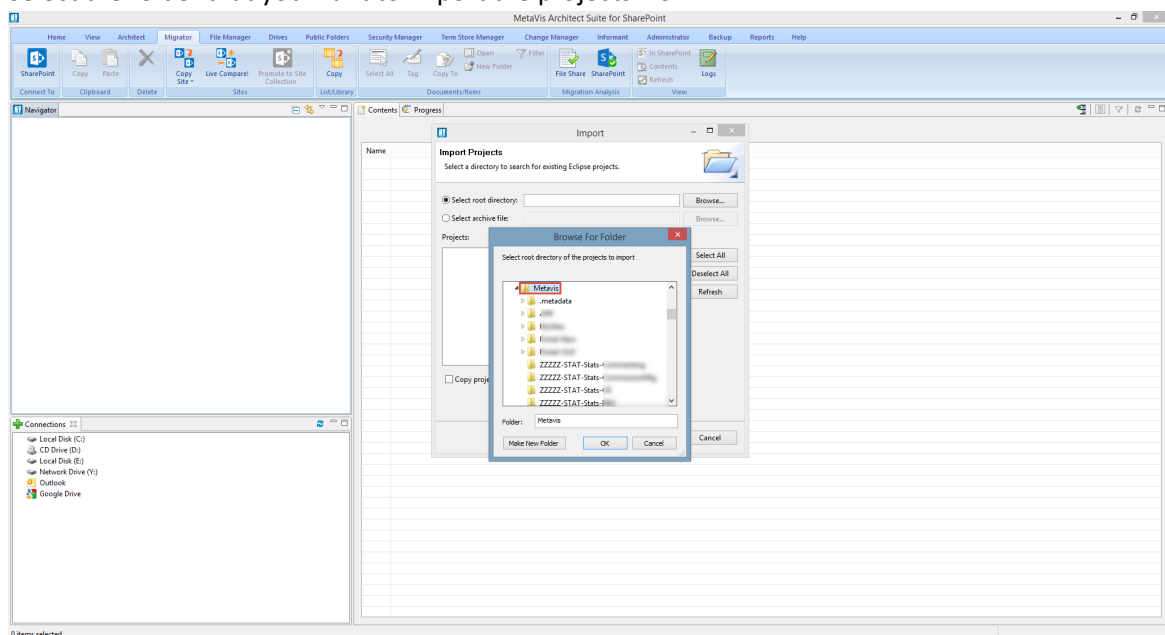 MetaVis Architect Suite for SharePoint
Home View Architect Migrator File Manager Drives Public Folders Security Manager Term Store Manager Change Manager Informant Administrator Backup Reports Help
SharePoint Copy Paste Copy Site Live Compare! Promote to Site Collection Copy Select All Tag Copy To Open New Folder Filter File Share SharePoint In SharePoint Contents Refresh Logs
Connect To Clipboard Delete Sites List/Library Documents/Items Migration Analysis View
Navigator
Contents Progress
Name
Import
Import Projects
Select a directory to search for existing Eclipse projects.
Select root directory: Browse...
Select archive file: Browse...
Projects:
Select All
Deselect All
Refresh
Browse For Folder
Select root directory of the projects to import
Metavis
.metadata
ZZZZZ-STAT-Stats-
ZZZZZ-STAT-Stats-
ZZZZZ-STAT-Stats-
ZZZZZ-STAT-Stats-
Folder: Metavis
Make New Folder OK Cancel
Copy proje
Cancel
Connections
Local Disk (C:)
CD Drive (D:)
Local Disk (E:)
Network Drive (Y:)
Outlook
Google Drive
0 items selected